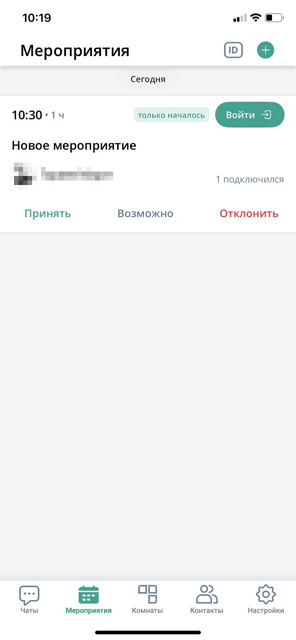 10:19
Мероприятия
ID
Сегодня
10:30 • 1 ч
только началось
Войти
Новое мероприятие
1 подключился
Принять
Возможно
Отклонить
Чаты
Мероприятия
Комнаты
Контакты
Настройки